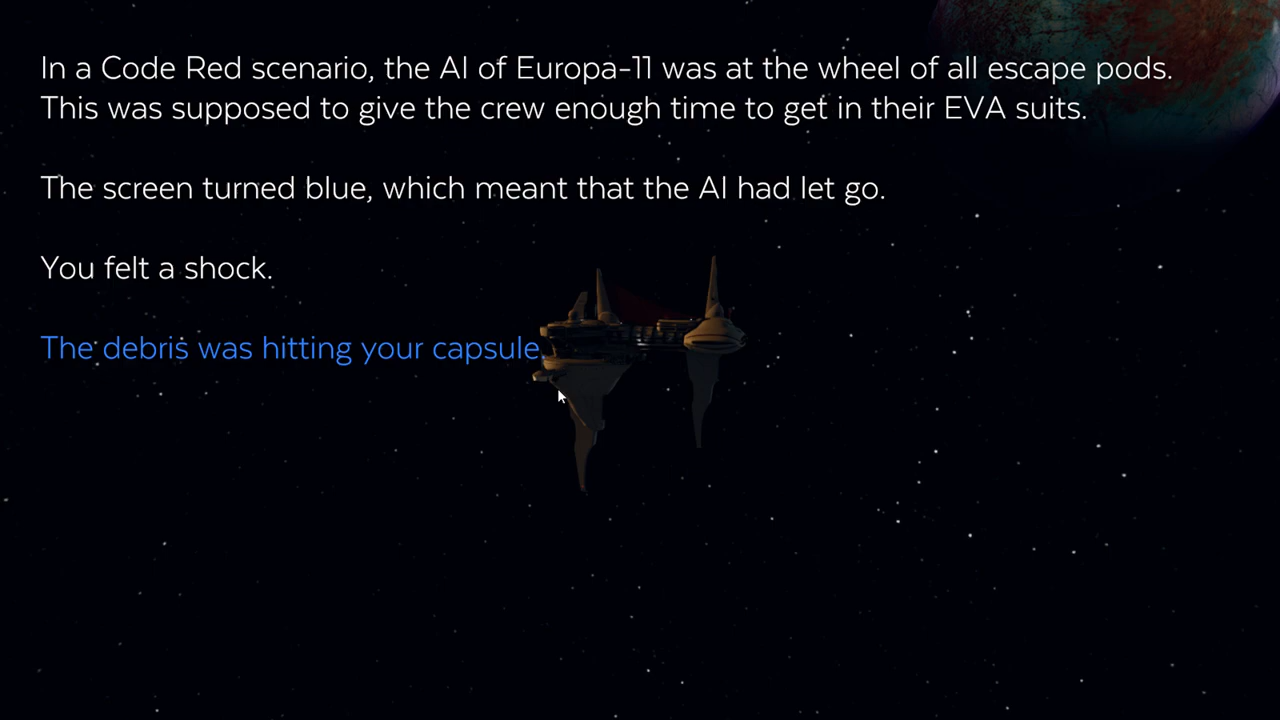 In a Code Red scenario, the AI of Europa-11 was at the wheel of all escape pods.
This was supposed to give the crew enough time to get in their EVA suits.
The screen turned blue, which meant that the AI had let go.
You felt a shock.
The debris was hitting your capsule.